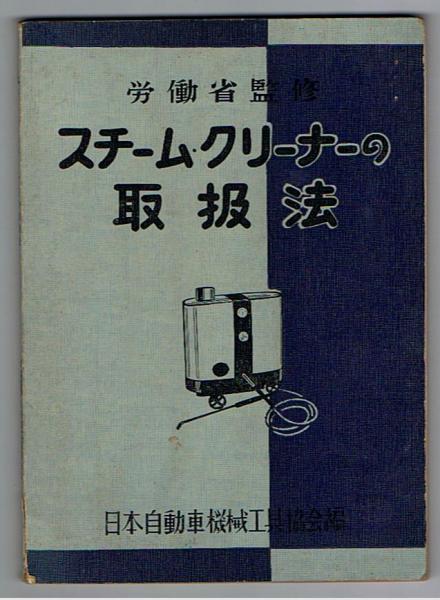 労働省監修
スチーム・クリーナーの
取扱法
日本自動車機械工具協会編